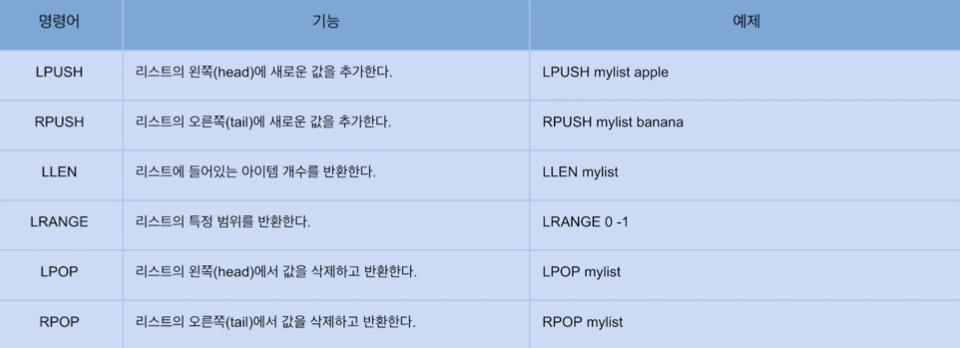 명령어 기능 예제
LPUSH 리스트의 왼쪽(head)에 새로운 값을 추가한다. LPUSH mylist apple
RPUSH 리스트의 오른쪽(tail)에 새로운 값을 추가한다. RPUSH mylist banana
LLEN 리스트에 들어있는 아이템 개수를 반환한다. LLEN mylist
LRANGE 리스트의 특정 범위를 반환한다. LRANGE 0 -1
LPOP 리스트의 왼쪽(head)에서 값을 삭제하고 반환한다. LPOP mylist
RPOP 리스트의 오른쪽(tail)에서 값을 삭제하고 반환한다. RPOP mylist